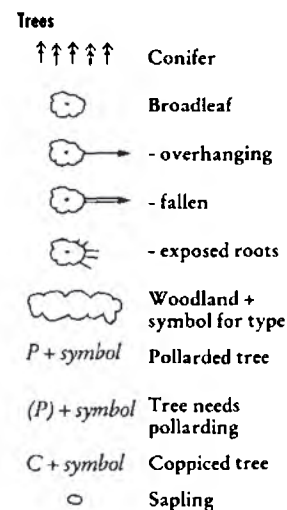 Trees
Conifer
Broadleaf
- overhanging
- fallen
- exposed roots
Woodland +
symbol for type
P + symbol Pollarded tree
(P) + symbol Tree needs
pollarding
C + symbol Coppiced tree
Sapling